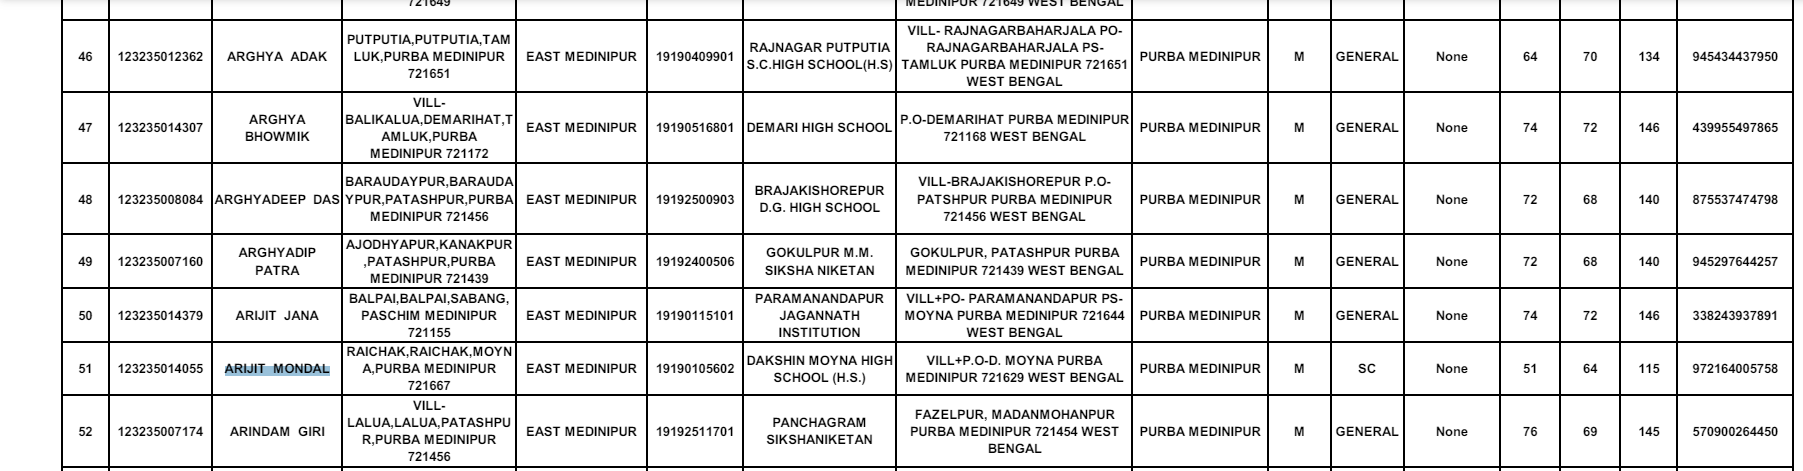 721649
MEDINIPUR 721649 WEST BENGAL
46
123235012362
ARGHYA ADAK
PUTPUTIA,PUTPUTIA,TAM
LUK,PURBA MEDINIPUR
721651
EAST MEDINIPUR
19190409901
RAJNAGAR PUTPUTIA
S.C.HIGH SCHOOL(H.S)
VILL- RAJNAGARBAHARJALA PO-
RAJNAGARBAHARJALA PS-
TAMLUK PURBA MEDINIPUR 721651
WEST BENGAL
PURBA MEDINIPUR
M
GENERAL
None
64
70
134
945434437950
47
123235014307
ARGHYA
BHOWMIK
VILL-
BALIKALUA,DEMARIHAT,T
AMLUK,PURBA
MEDINIPUR 721172
EAST MEDINIPUR
19190516801
DEMARI HIGH SCHOOL
P.O-DEMARIHAT PURBA MEDINIPUR
721168 WEST BENGAL
PURBA MEDINIPUR
M
GENERAL
None
74
72
146
439955497865
48
123235008084
ARGHYADEEP DAS
BARAUDAYPUR,BARAUDA
YPUR,PATASHPUR,PURBA
MEDINIPUR 721456
EAST MEDINIPUR
19192500903
BRAJAKISHOREPUR
D.G. HIGH SCHOOL
VILL-BRAJAKISHOREPUR P.O-
PATSHPUR PURBA MEDINIPUR
721456 WEST BENGAL
PURBA MEDINIPUR
M
GENERAL
None
72
68
140
875537474798
49
123235007160
ARGHYADIP
PATRA
AJODHYAPUR,KANAKPUR
,PATASHPUR,PURBA
MEDINIPUR 721439
EAST MEDINIPUR
19192400506
GOKULPUR M.M.
SIKSHA NIKETAN
GOKULPUR, PATASHPUR PURBA
MEDINIPUR 721439 WEST BENGAL
PURBA MEDINIPUR
M
GENERAL
None
72
68
140
945297644257
50
123235014379
ARIJIT JANA
BALPAI,BALPAI,SABANG,
PASCHIM MEDINIPUR
721155
EAST MEDINIPUR
19190115101
PARAMANANDAPUR
JAGANNATH
INSTITUTION
VILL+PO- PARAMANANDAPUR PS-
MOYNA PURBA MEDINIPUR 721644
WEST BENGAL
PURBA MEDINIPUR
M
GENERAL
None
74
72
146
338243937891
51
123235014055
ARIJIT MONDAL
RAICHAK,RAICHAK,MOYN
A,PURBA MEDINIPUR
721667
EAST MEDINIPUR
19190105602
DAKSHIN MOYNA HIGH
SCHOOL (H.S.)
VILL+P.O-D. MOYNA PURBA
MEDINIPUR 721629 WEST BENGAL
PURBA MEDINIPUR
M
SC
None
51
64
115
972164005758
52
123235007174
ARINDAM GIRI
VILL-
LALUA,LALUA,PATASHPU
R,PURBA MEDINIPUR
721456
EAST MEDINIPUR
19192511701
PANCHAGRAM
SIKSHANIKETAN
FAZELPUR, MADANMOHANPUR
PURBA MEDINIPUR 721454 WEST
BENGAL
PURBA MEDINIPUR
M
GENERAL
None
76
69
145
570900264450